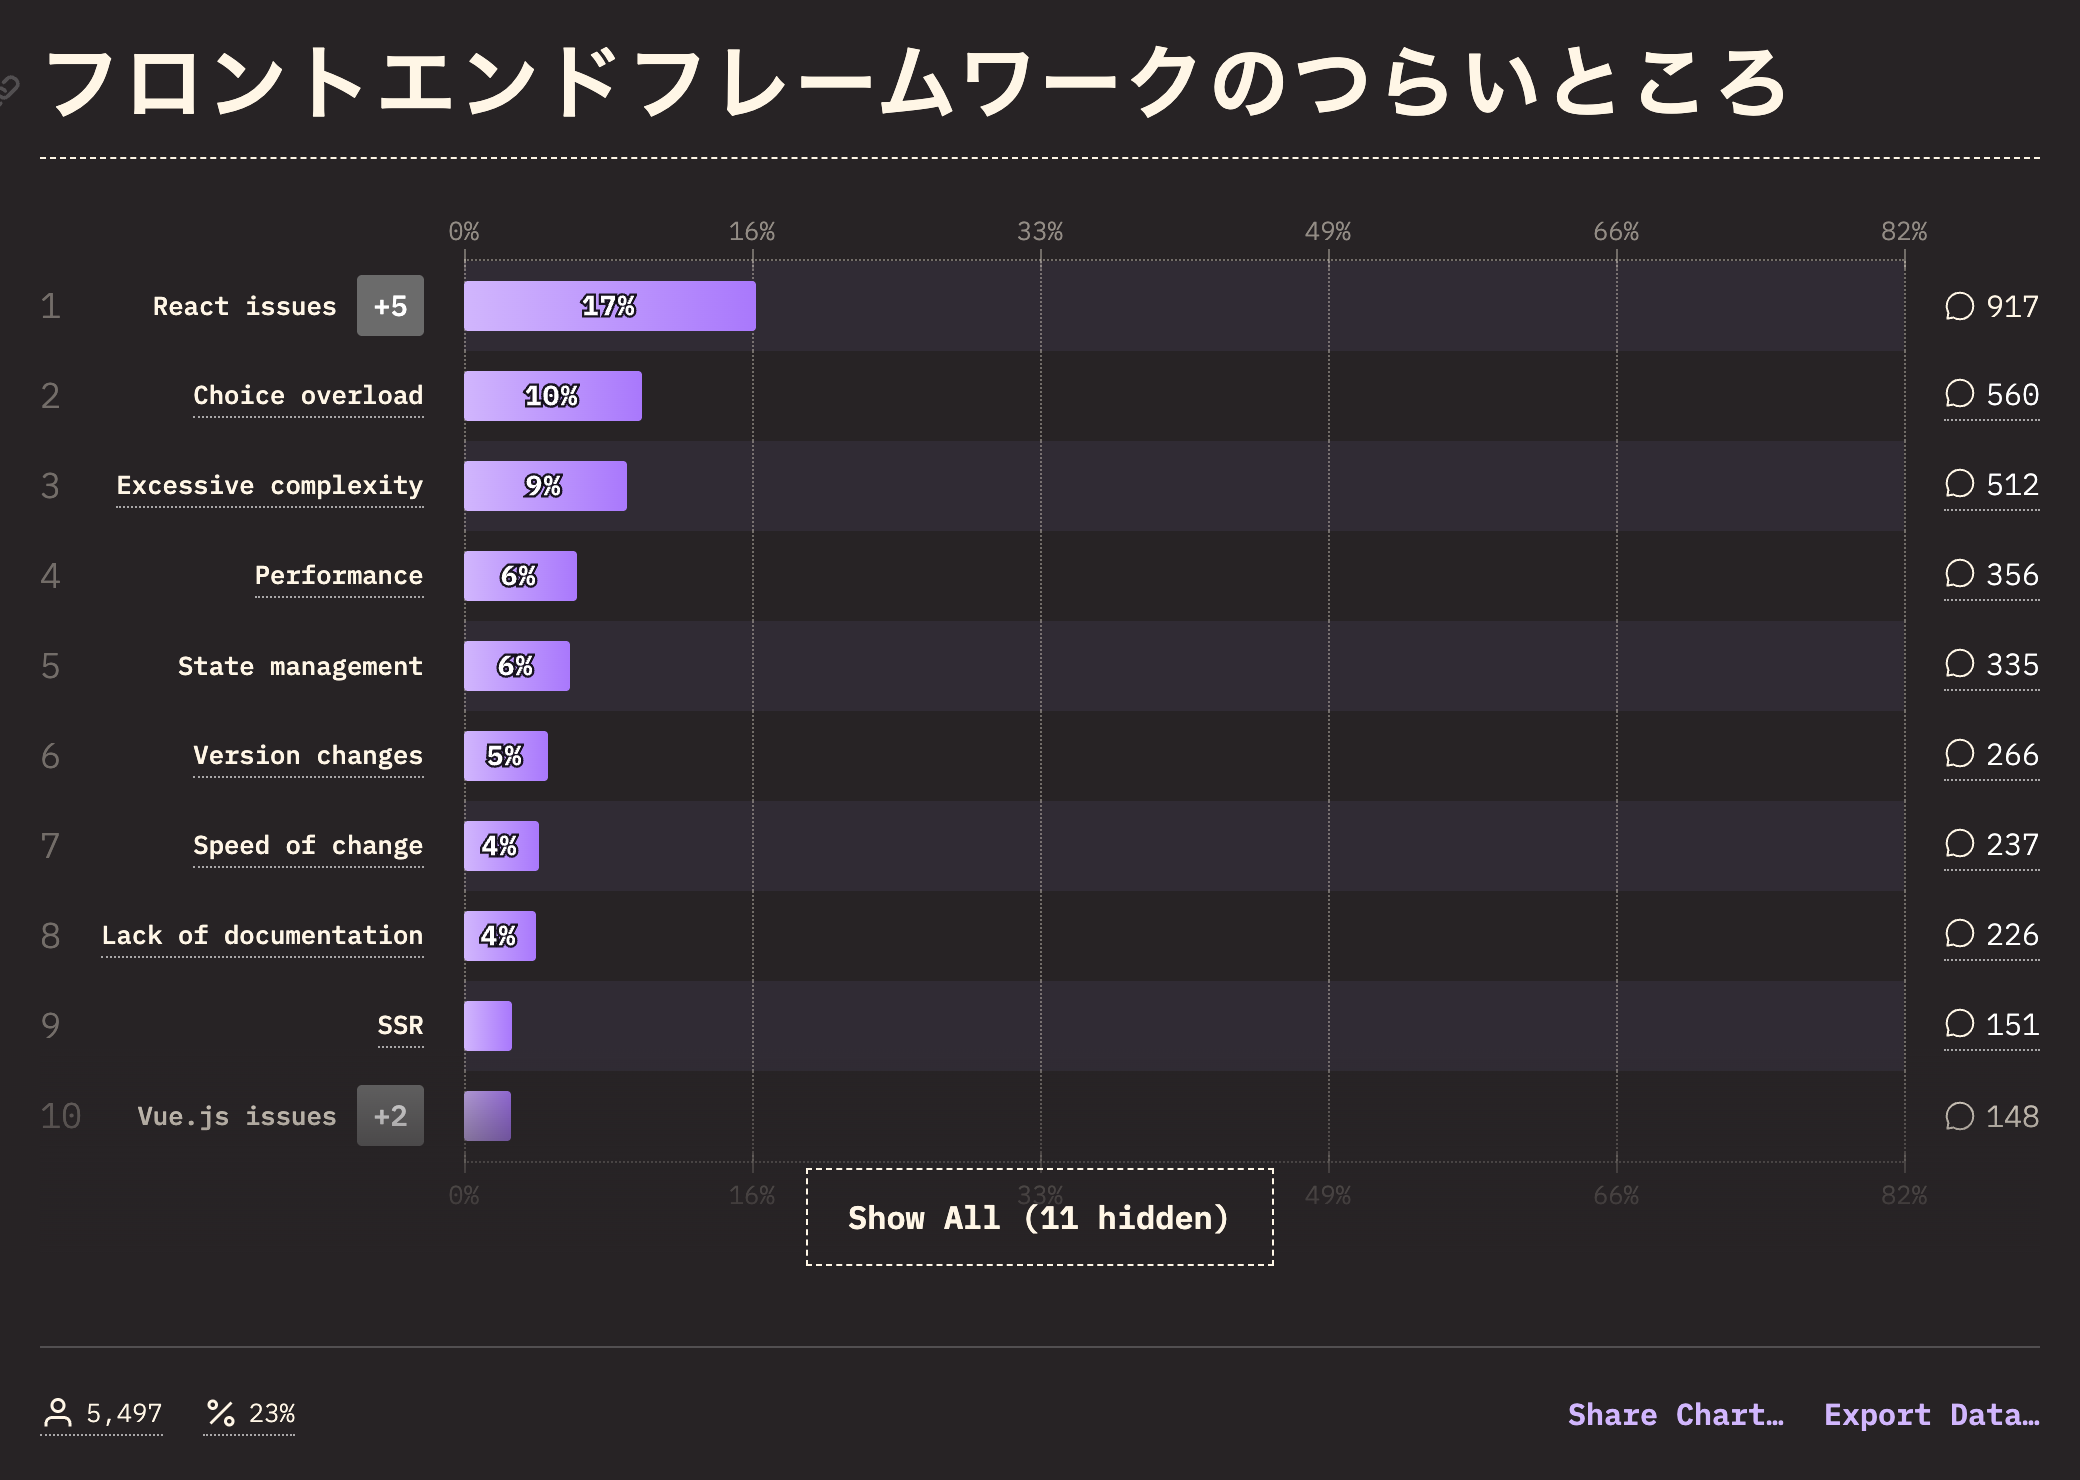 フロントエンドフレームワークのつらいところ
0% 16% 33% 49% 66% 82%
1 React issues +5 17% 917
2 Choice overload 10% 560
3 Excessive complexity 9% 512
4 Performance 6% 356
5 State management 6% 335
6 Version changes 5% 266
7 Speed of change 4% 237
8 Lack of documentation 4% 226
9 SSR 151
10 Vue.js issues +2 148
0% 16% 33% 49% 66% 82%
Show All (11 hidden)
5,497 23% Share Chart… Export Data…